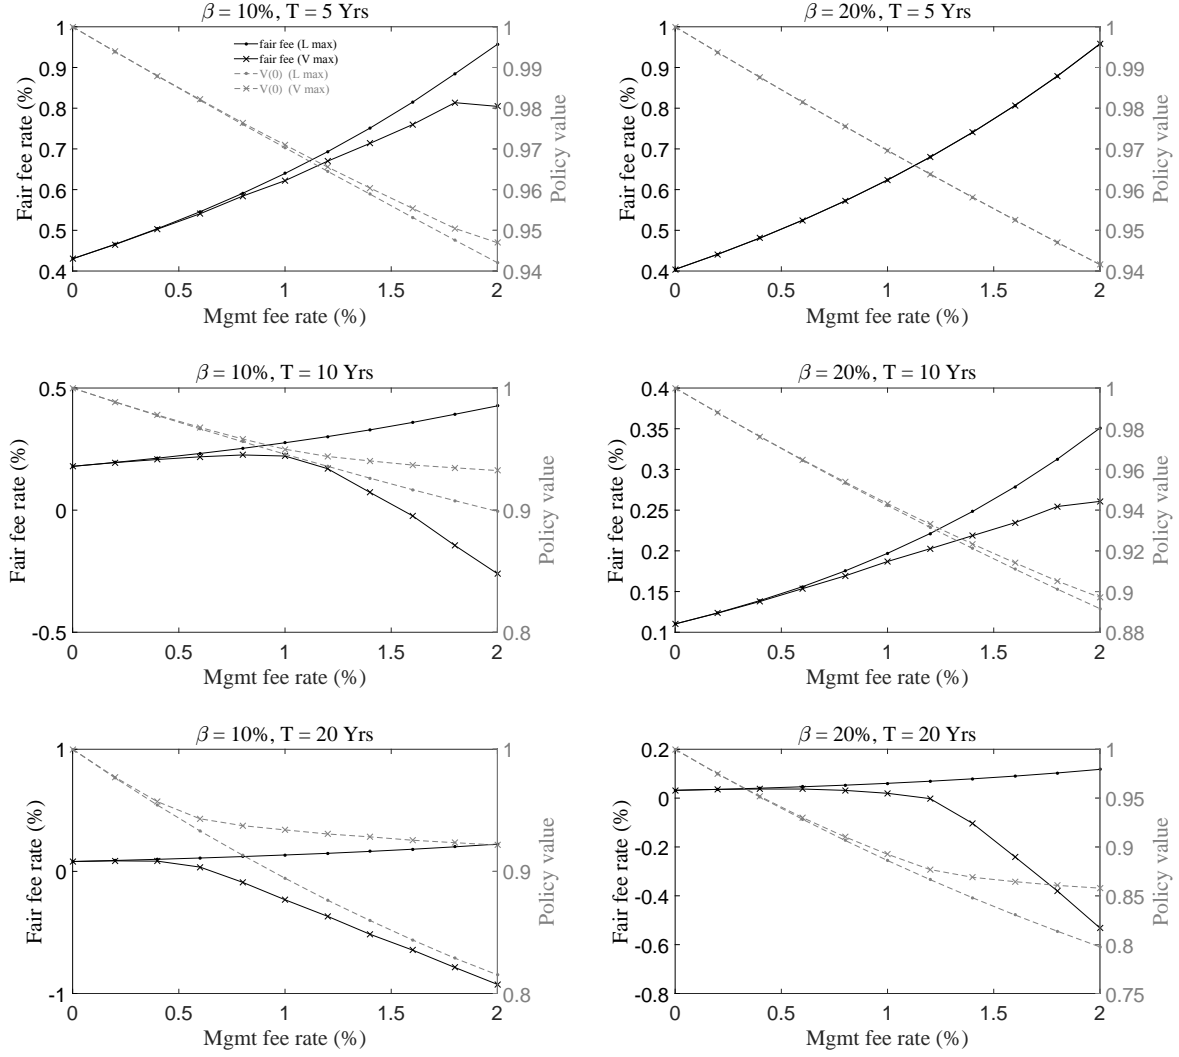 β = 10%, T = 5 Yrs
1
0.9
0.8
0.7
0.6
0.5
0.4
Fair fee rate (%)
fair fee (L max)
fair fee (V max)
V(0) (L max)
V(0) (V max)
1
0.99
0.98
0.97
0.96
0.95
0.94
Policy value
0 0.5 1 1.5 2
Mgmt fee rate (%)
β = 20%, T = 5 Yrs
1
0.9
0.8
0.7
0.6
0.5
0.4
Fair fee rate (%)
1
0.99
0.98
0.97
0.96
0.95
0.94
Policy value
0 0.5 1 1.5 2
Mgmt fee rate (%)
β = 10%, T = 10 Yrs
0.5
0
-0.5
Fair fee rate (%)
1
0.9
0.8
Policy value
0 0.5 1 1.5 2
Mgmt fee rate (%)
β = 20%, T = 10 Yrs
0.4
0.35
0.3
0.25
0.2
0.15
0.1
Fair fee rate (%)
1
0.98
0.96
0.94
0.92
0.9
0.88
Policy value
0 0.5 1 1.5 2
Mgmt fee rate (%)
β = 10%, T = 20 Yrs
1
0
-1
Fair fee rate (%)
1
0.9
0.8
Policy value
0 0.5 1 1.5 2
Mgmt fee rate (%)
β = 20%, T = 20 Yrs
0.2
0
-0.2
-0.4
-0.6
-0.8
Fair fee rate (%)
1
0.95
0.9
0.85
0.8
0.75
Policy value
0 0.5 1 1.5 2
Mgmt fee rate (%)